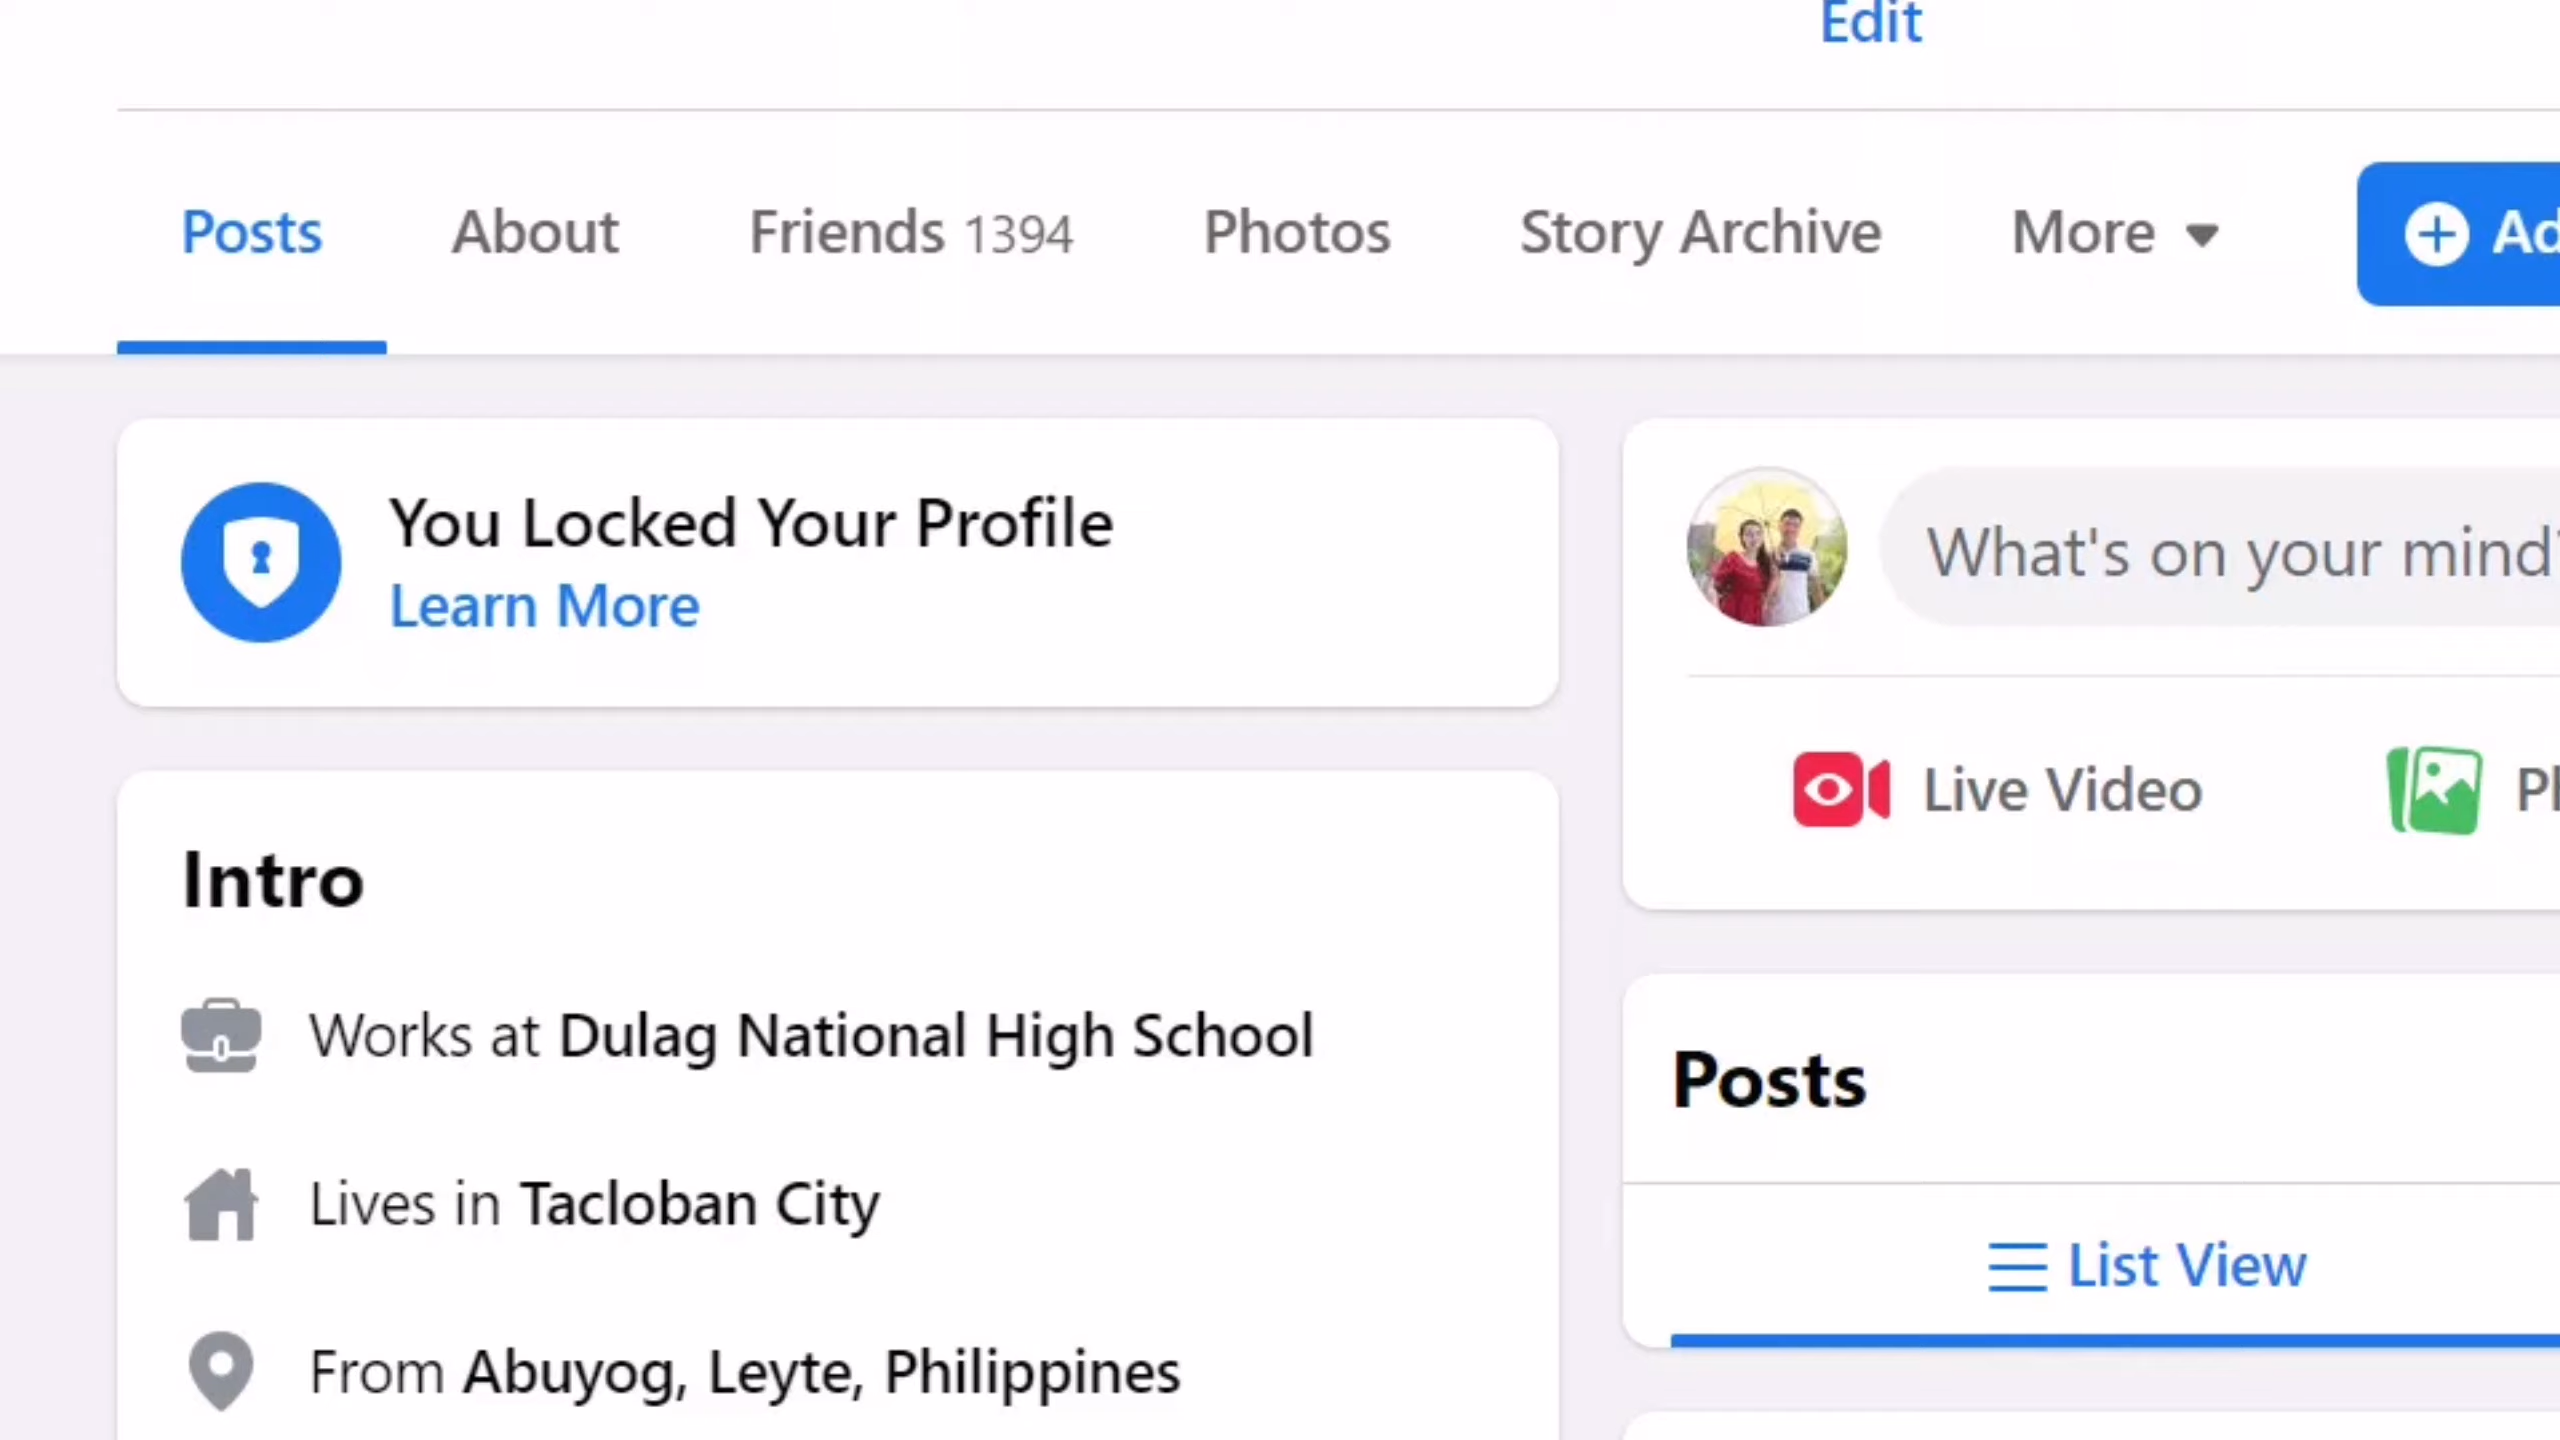 Edit
Posts About Friends 1394 Photos Story Archive More
You Locked Your Profile
Learn More
What's on your mind
Live Video
Intro
Works at Dulag National High School
Lives in Tacloban City
From Abuyog, Leyte, Philippines
Posts
List View